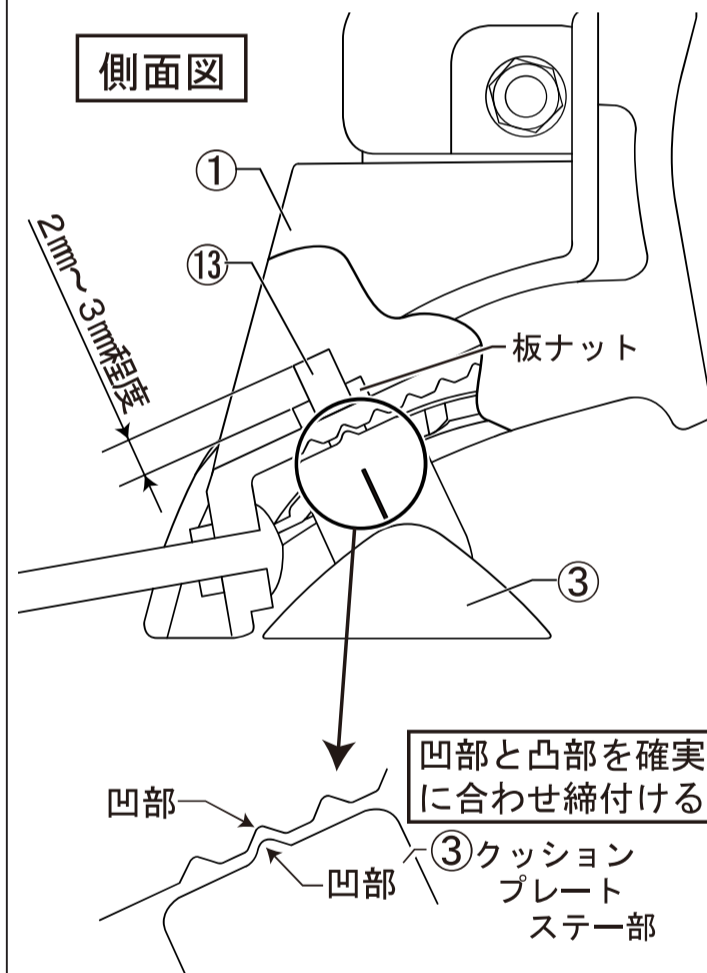 側面図
①
⑬
2㎜～3㎜程度
板ナット
③
凹部と凸部を確実
に合わせ締付ける
凹部
凹部
③クッション
プレート
ステー部